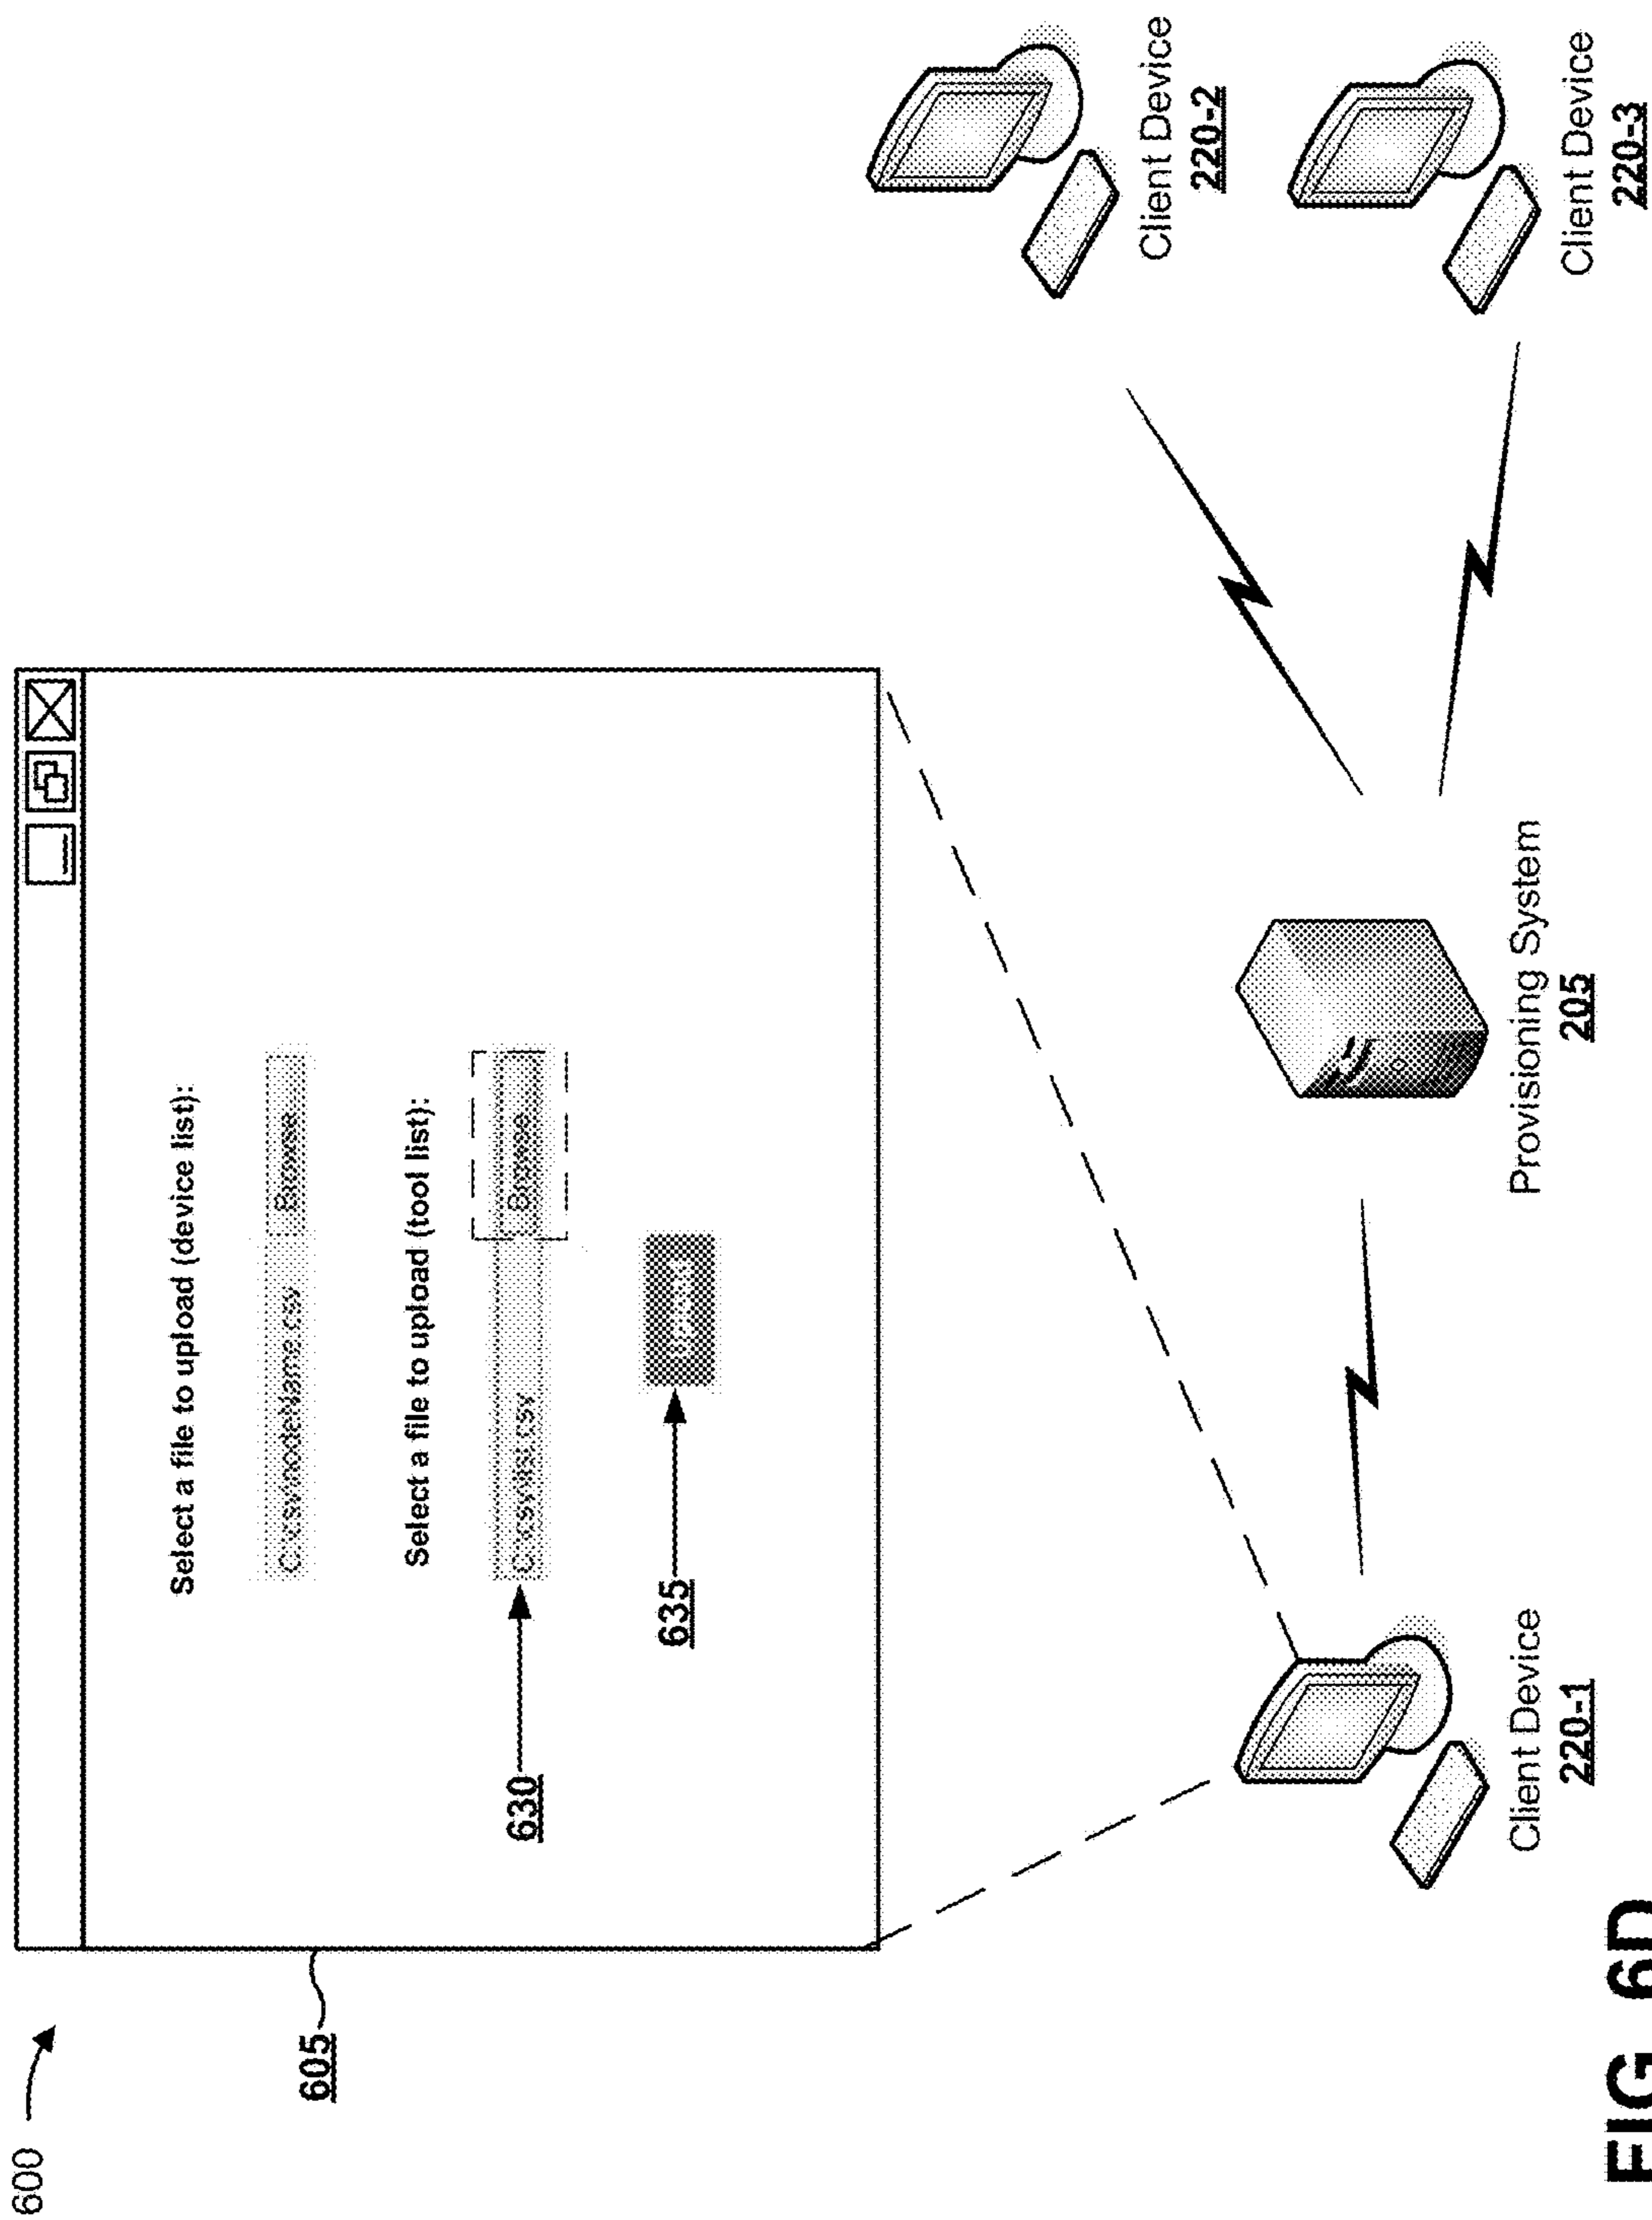 600
605
Select a file to upload (device list):
Browse
Select a file to upload (tool list):
630
Browse...
635
Client Device
220-1
Provisioning System
205
Client Device
220-2
Client Device
220-3
FIG. 6D